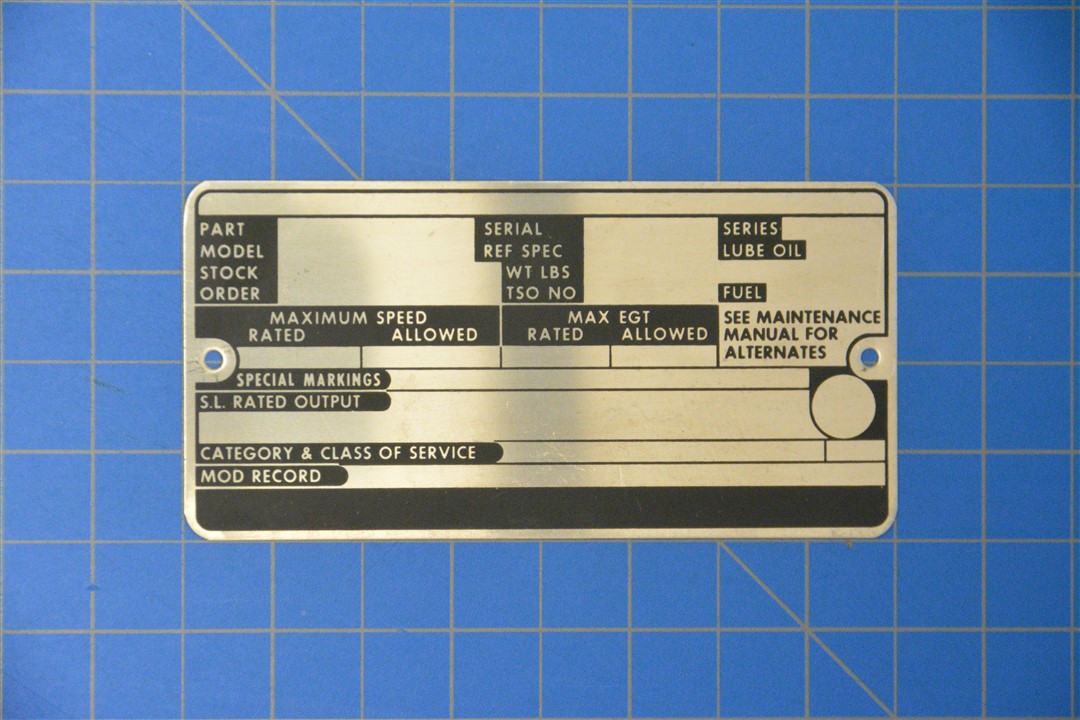 PART SERIAL SERIES
MODEL REF SPEC LUBE OIL
STOCK WT LBS
ORDER TSO NO FUEL
MAXIMUM SPEED MAX EGT SEE MAINTENANCE
RATED ALLOWED RATED ALLOWED MANUAL FOR
ALTERNATES
SPECIAL MARKINGS
S.L. RATED OUTPUT
CATEGORY & CLASS OF SERVICE
MOD RECORD